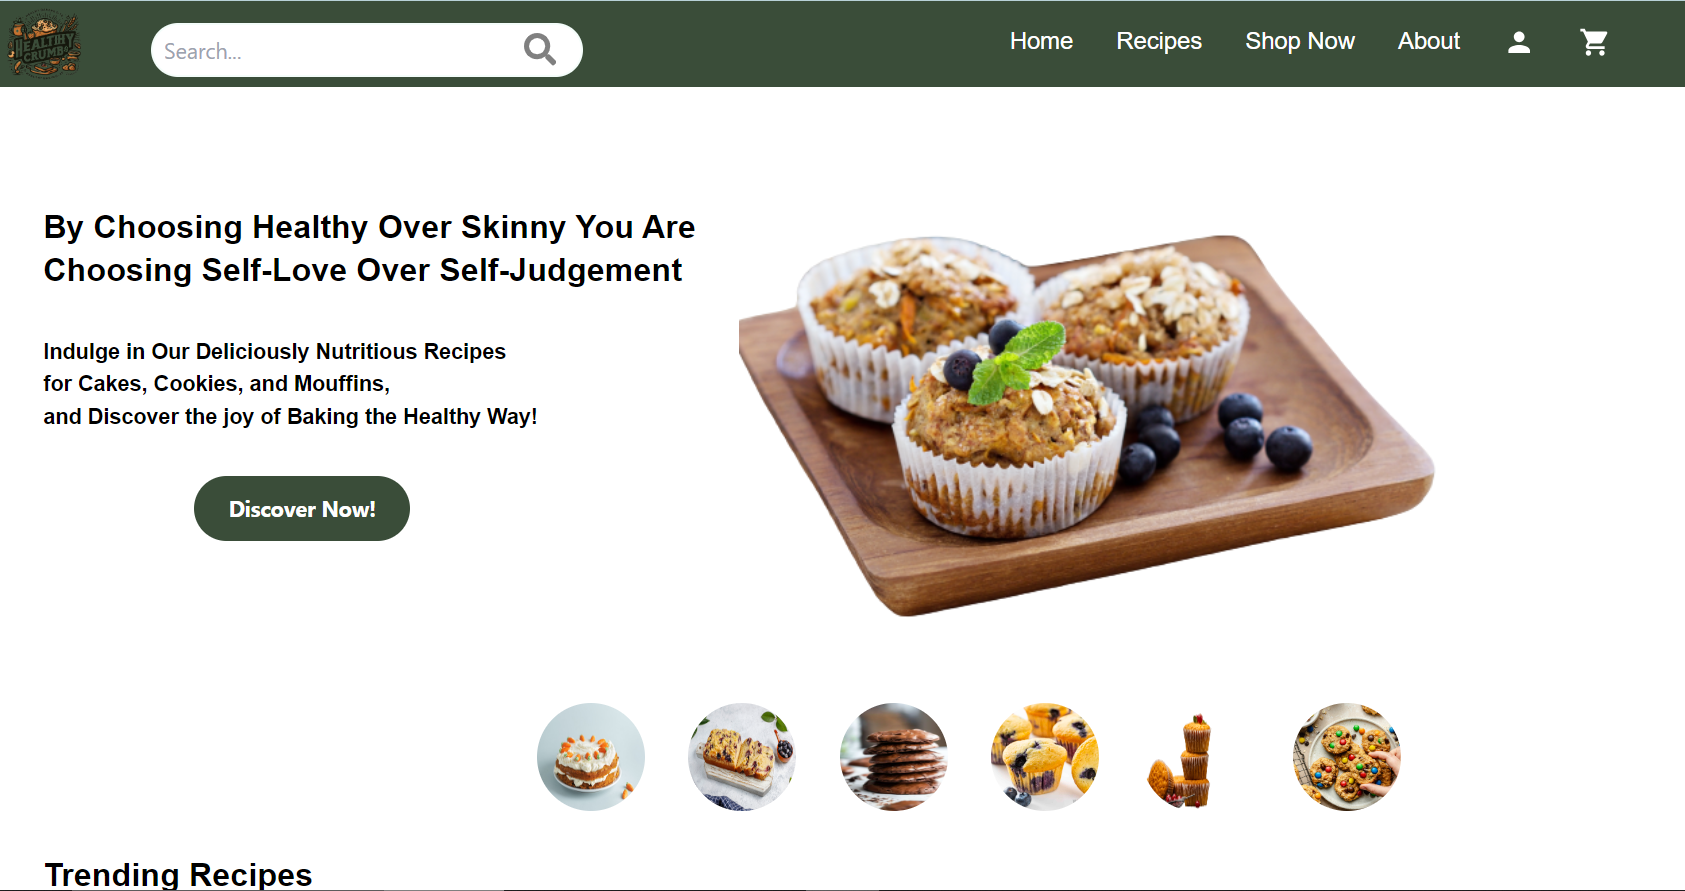 HEALTHY
CRUMBS
Search...
Home Recipes Shop Now About
By Choosing Healthy Over Skinny You Are
Choosing Self-Love Over Self-Judgement
Indulge in Our Deliciously Nutritious Recipes
for Cakes, Cookies, and Mouffins,
and Discover the joy of Baking the Healthy Way!
Discover Now!
Trending Recipes